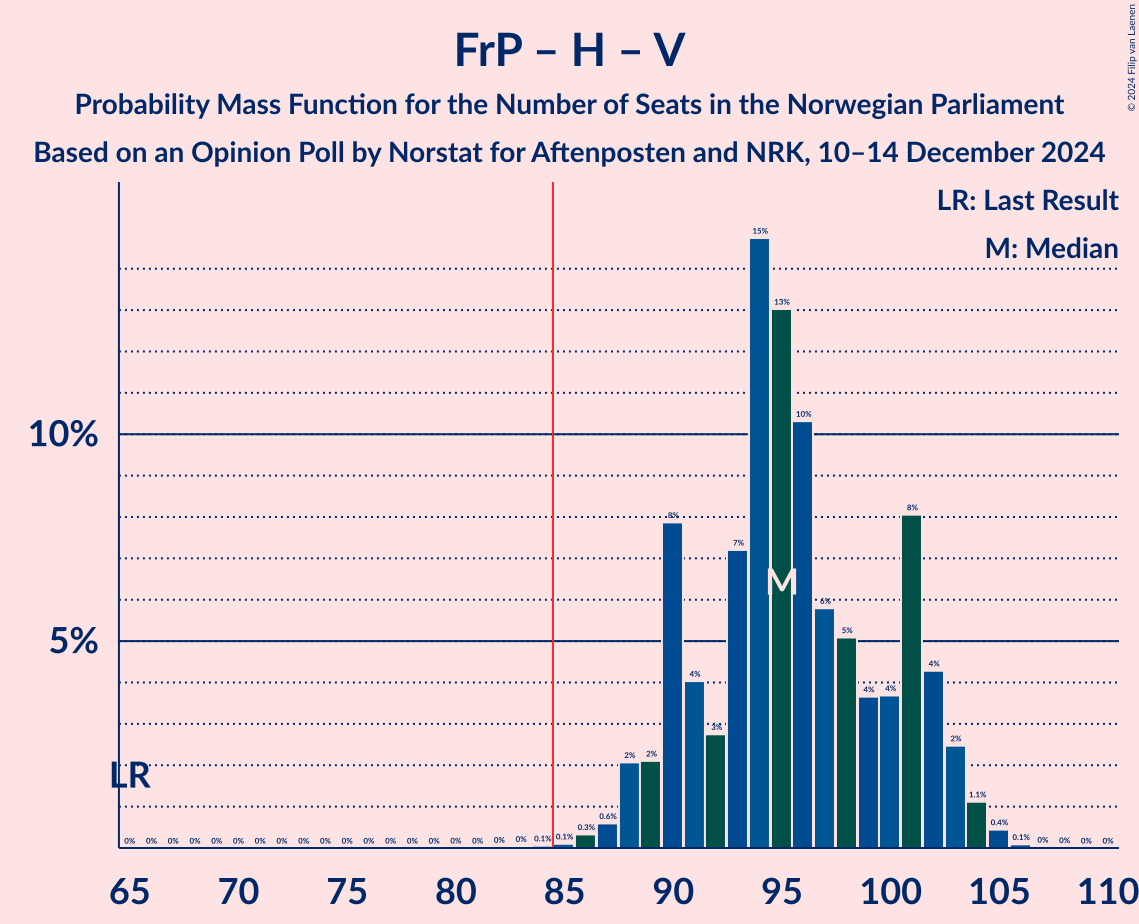 FrP – H – V
Probability Mass Function for the Number of Seats in the Norwegian Parliament
Based on an Opinion Poll by Norstat for Aftenposten and NRK, 10–14 December 2024
© 2024 Filip van Laenen
LR: Last Result
M: Median
10%
5%
LR
M
0% 0% 0% 0% 0% 0% 0% 0% 0% 0% 0% 0% 0% 0% 0% 0% 0% 0% 0% 0.1% 0.1% 0.3% 0.6% 2% 2% 8% 4% 3% 7% 15% 13% 10% 6% 5% 4% 4% 8% 4% 2% 1.1% 0.4% 0.1% 0% 0% 0% 0%
65 70 75 80 85 90 95 100 105 110